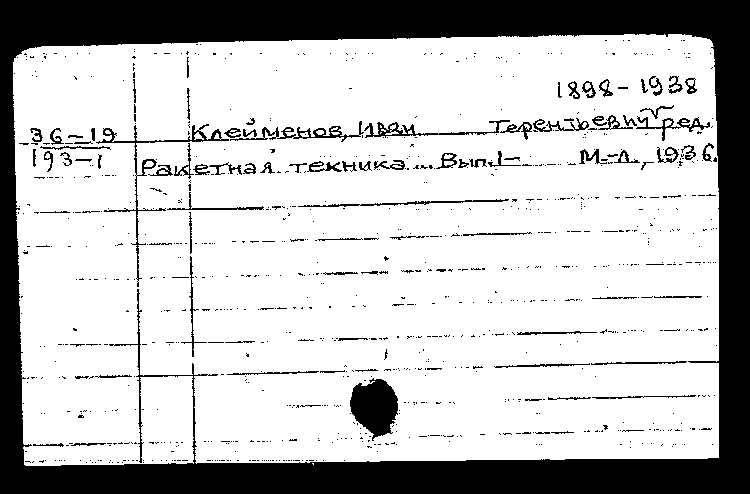 1898-1938
36-19 Клейменов, Иван Терентьевич ред.
193-1 Ракетная техника... Вып.1- М.-Л., 1936.